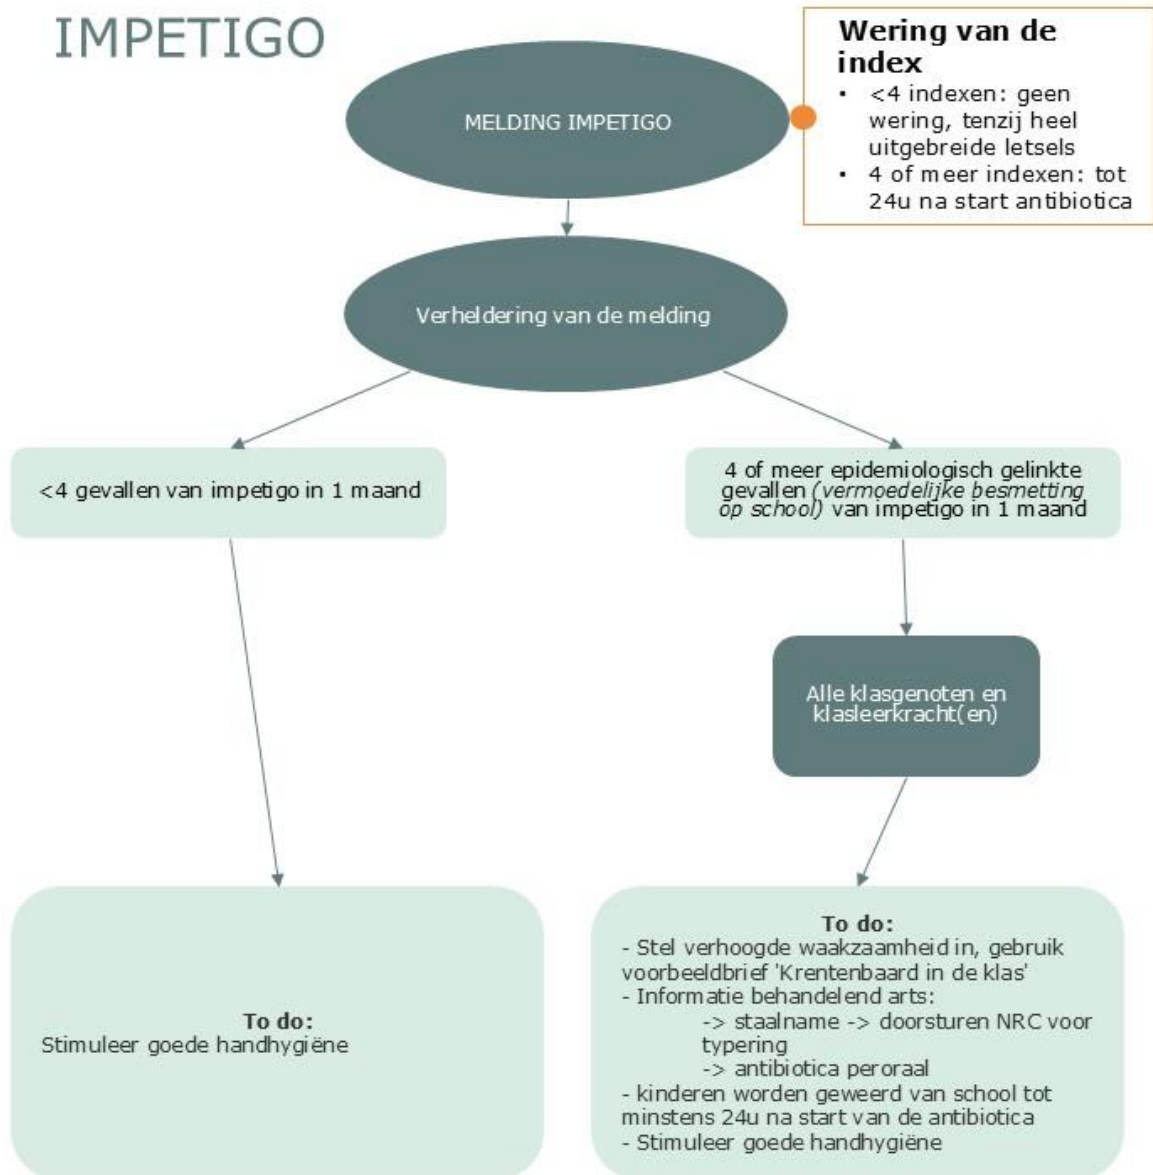 IMPETIGO
Wering van de
index
• <4 indexen: geen
wering, tenzij heel
uitgebreide letsels
• 4 of meer indexen: tot
24u na start antibiotica
MELDING IMPETIGO
Verheldering van de melding
<4 gevallen van impetigo in 1 maand
4 of meer epidemiologisch gelinkte
gevallen (vermoedelijke besmetting
op school) van impetigo in 1 maand
Alle klasgenoten en
klasleerkracht(en)
To do:
Stimuleer goede handhygiëne
To do:
- Stel verhoogde waakzaamheid in, gebruik
voorbeeldbrief 'Krentenbaard in de klas'
- Informatie behandelend arts:
-> staalname -> doorsturen NRC voor
typering
-> antibiotica peroraal
- kinderen worden geweerd van school tot
minstens 24u na start van de antibiotica
- Stimuleer goede handhygiëne